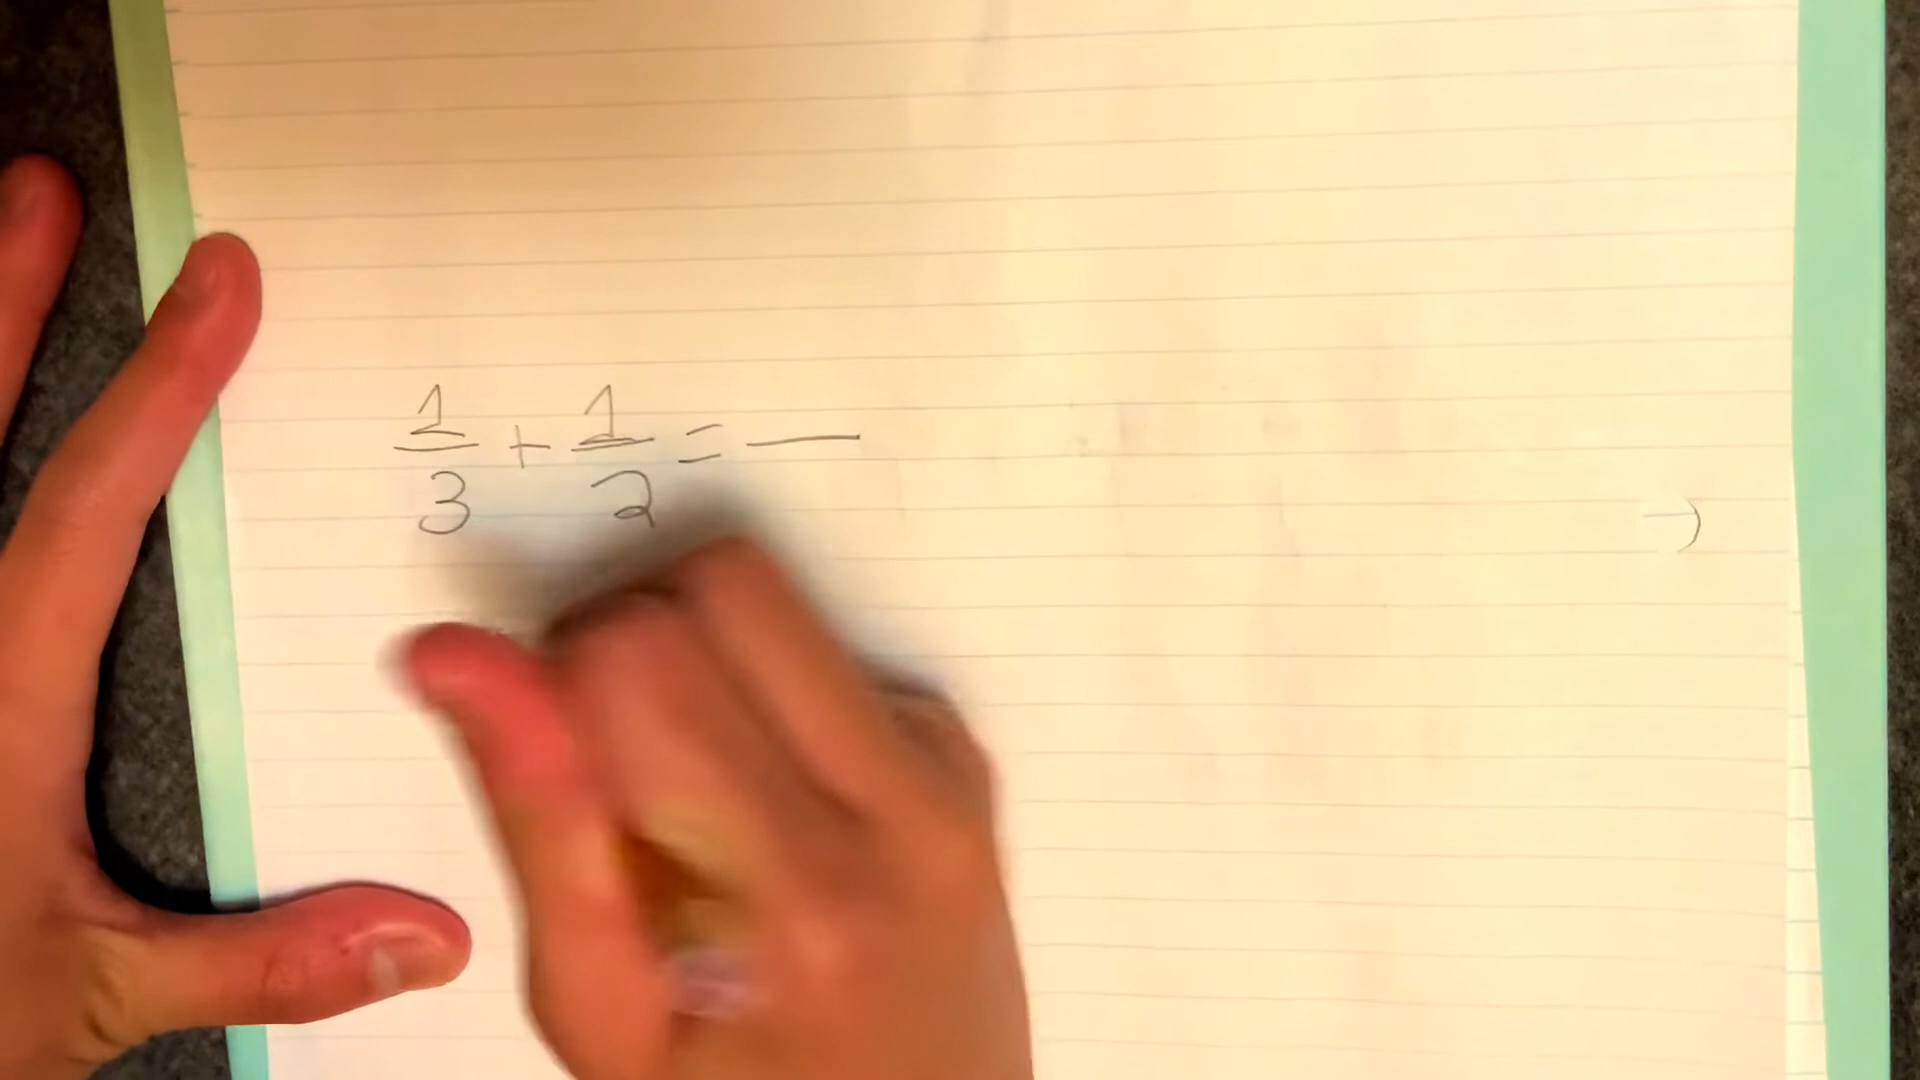 1/3 + 1/2 = —